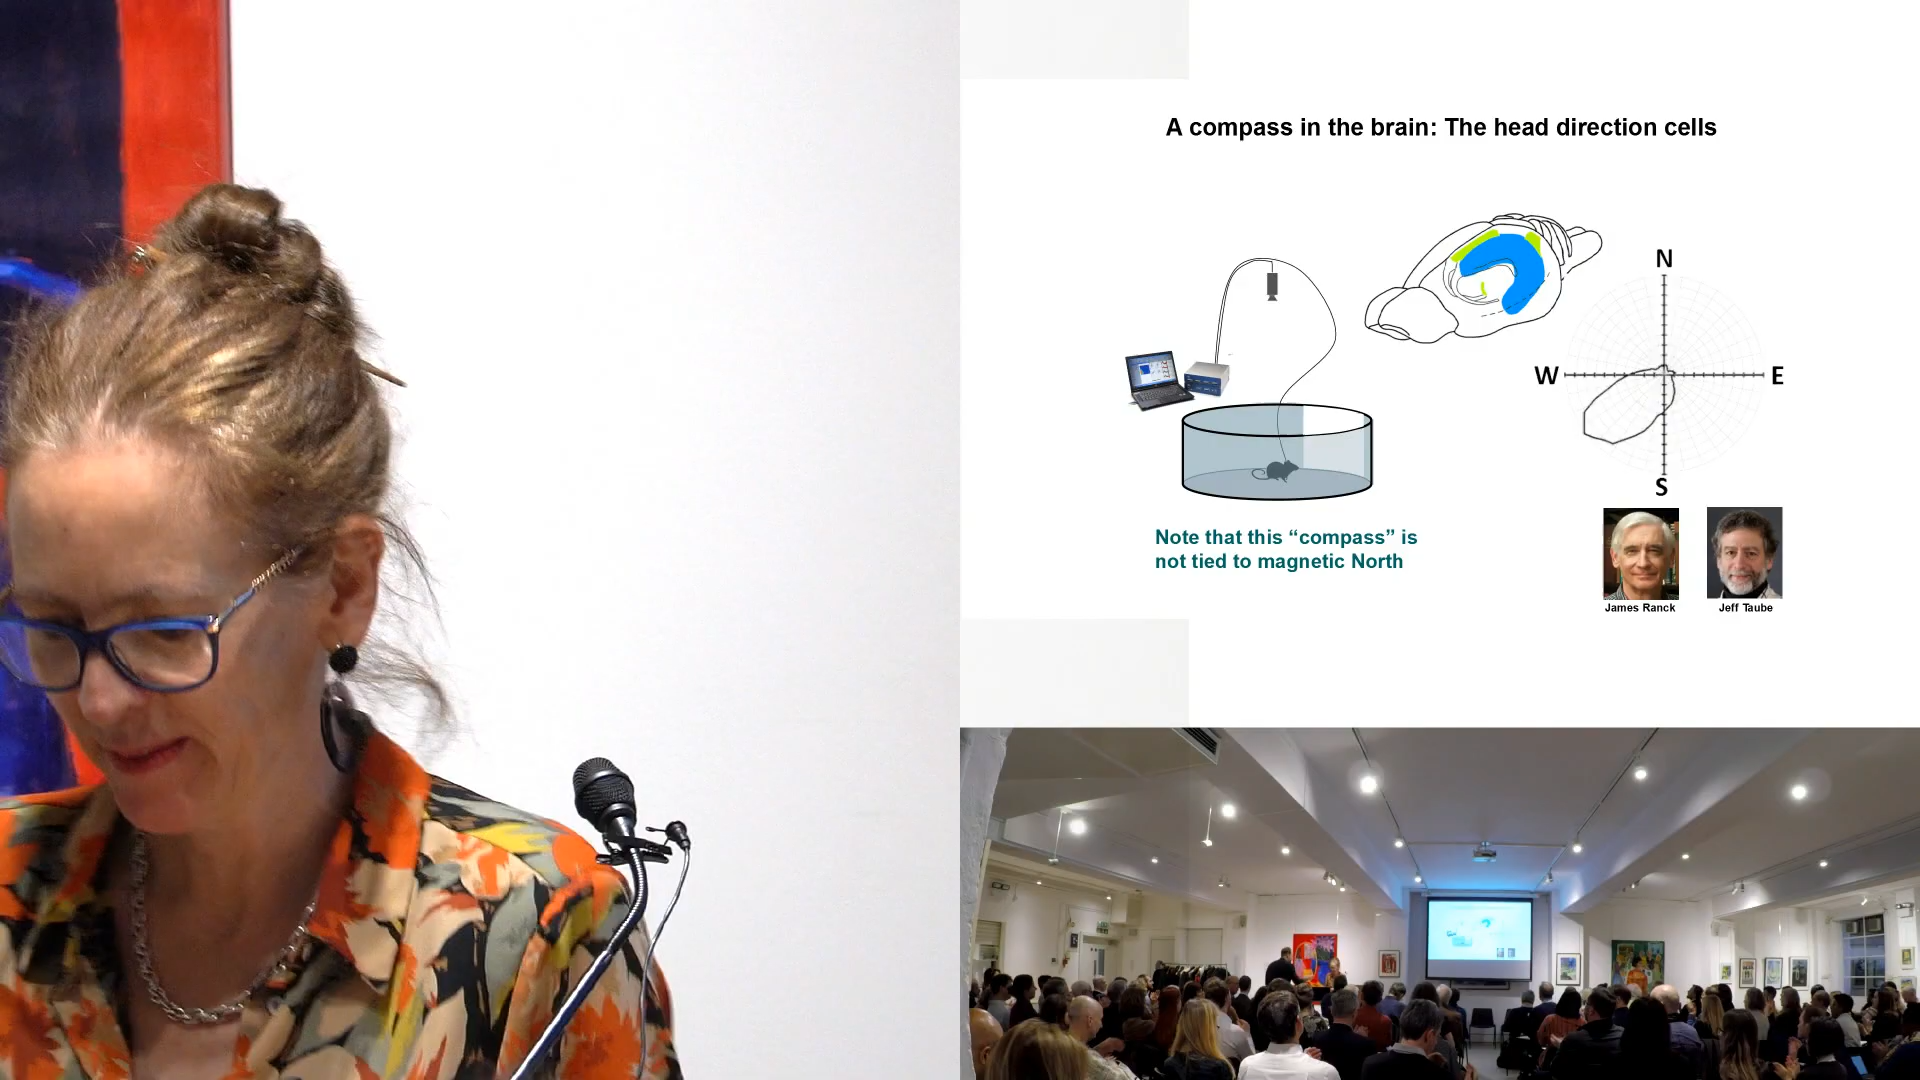 A compass in the brain: The head direction cells
N
W
E
S
Note that this “compass” is
not tied to magnetic North
James Ranck
Jeff Taube